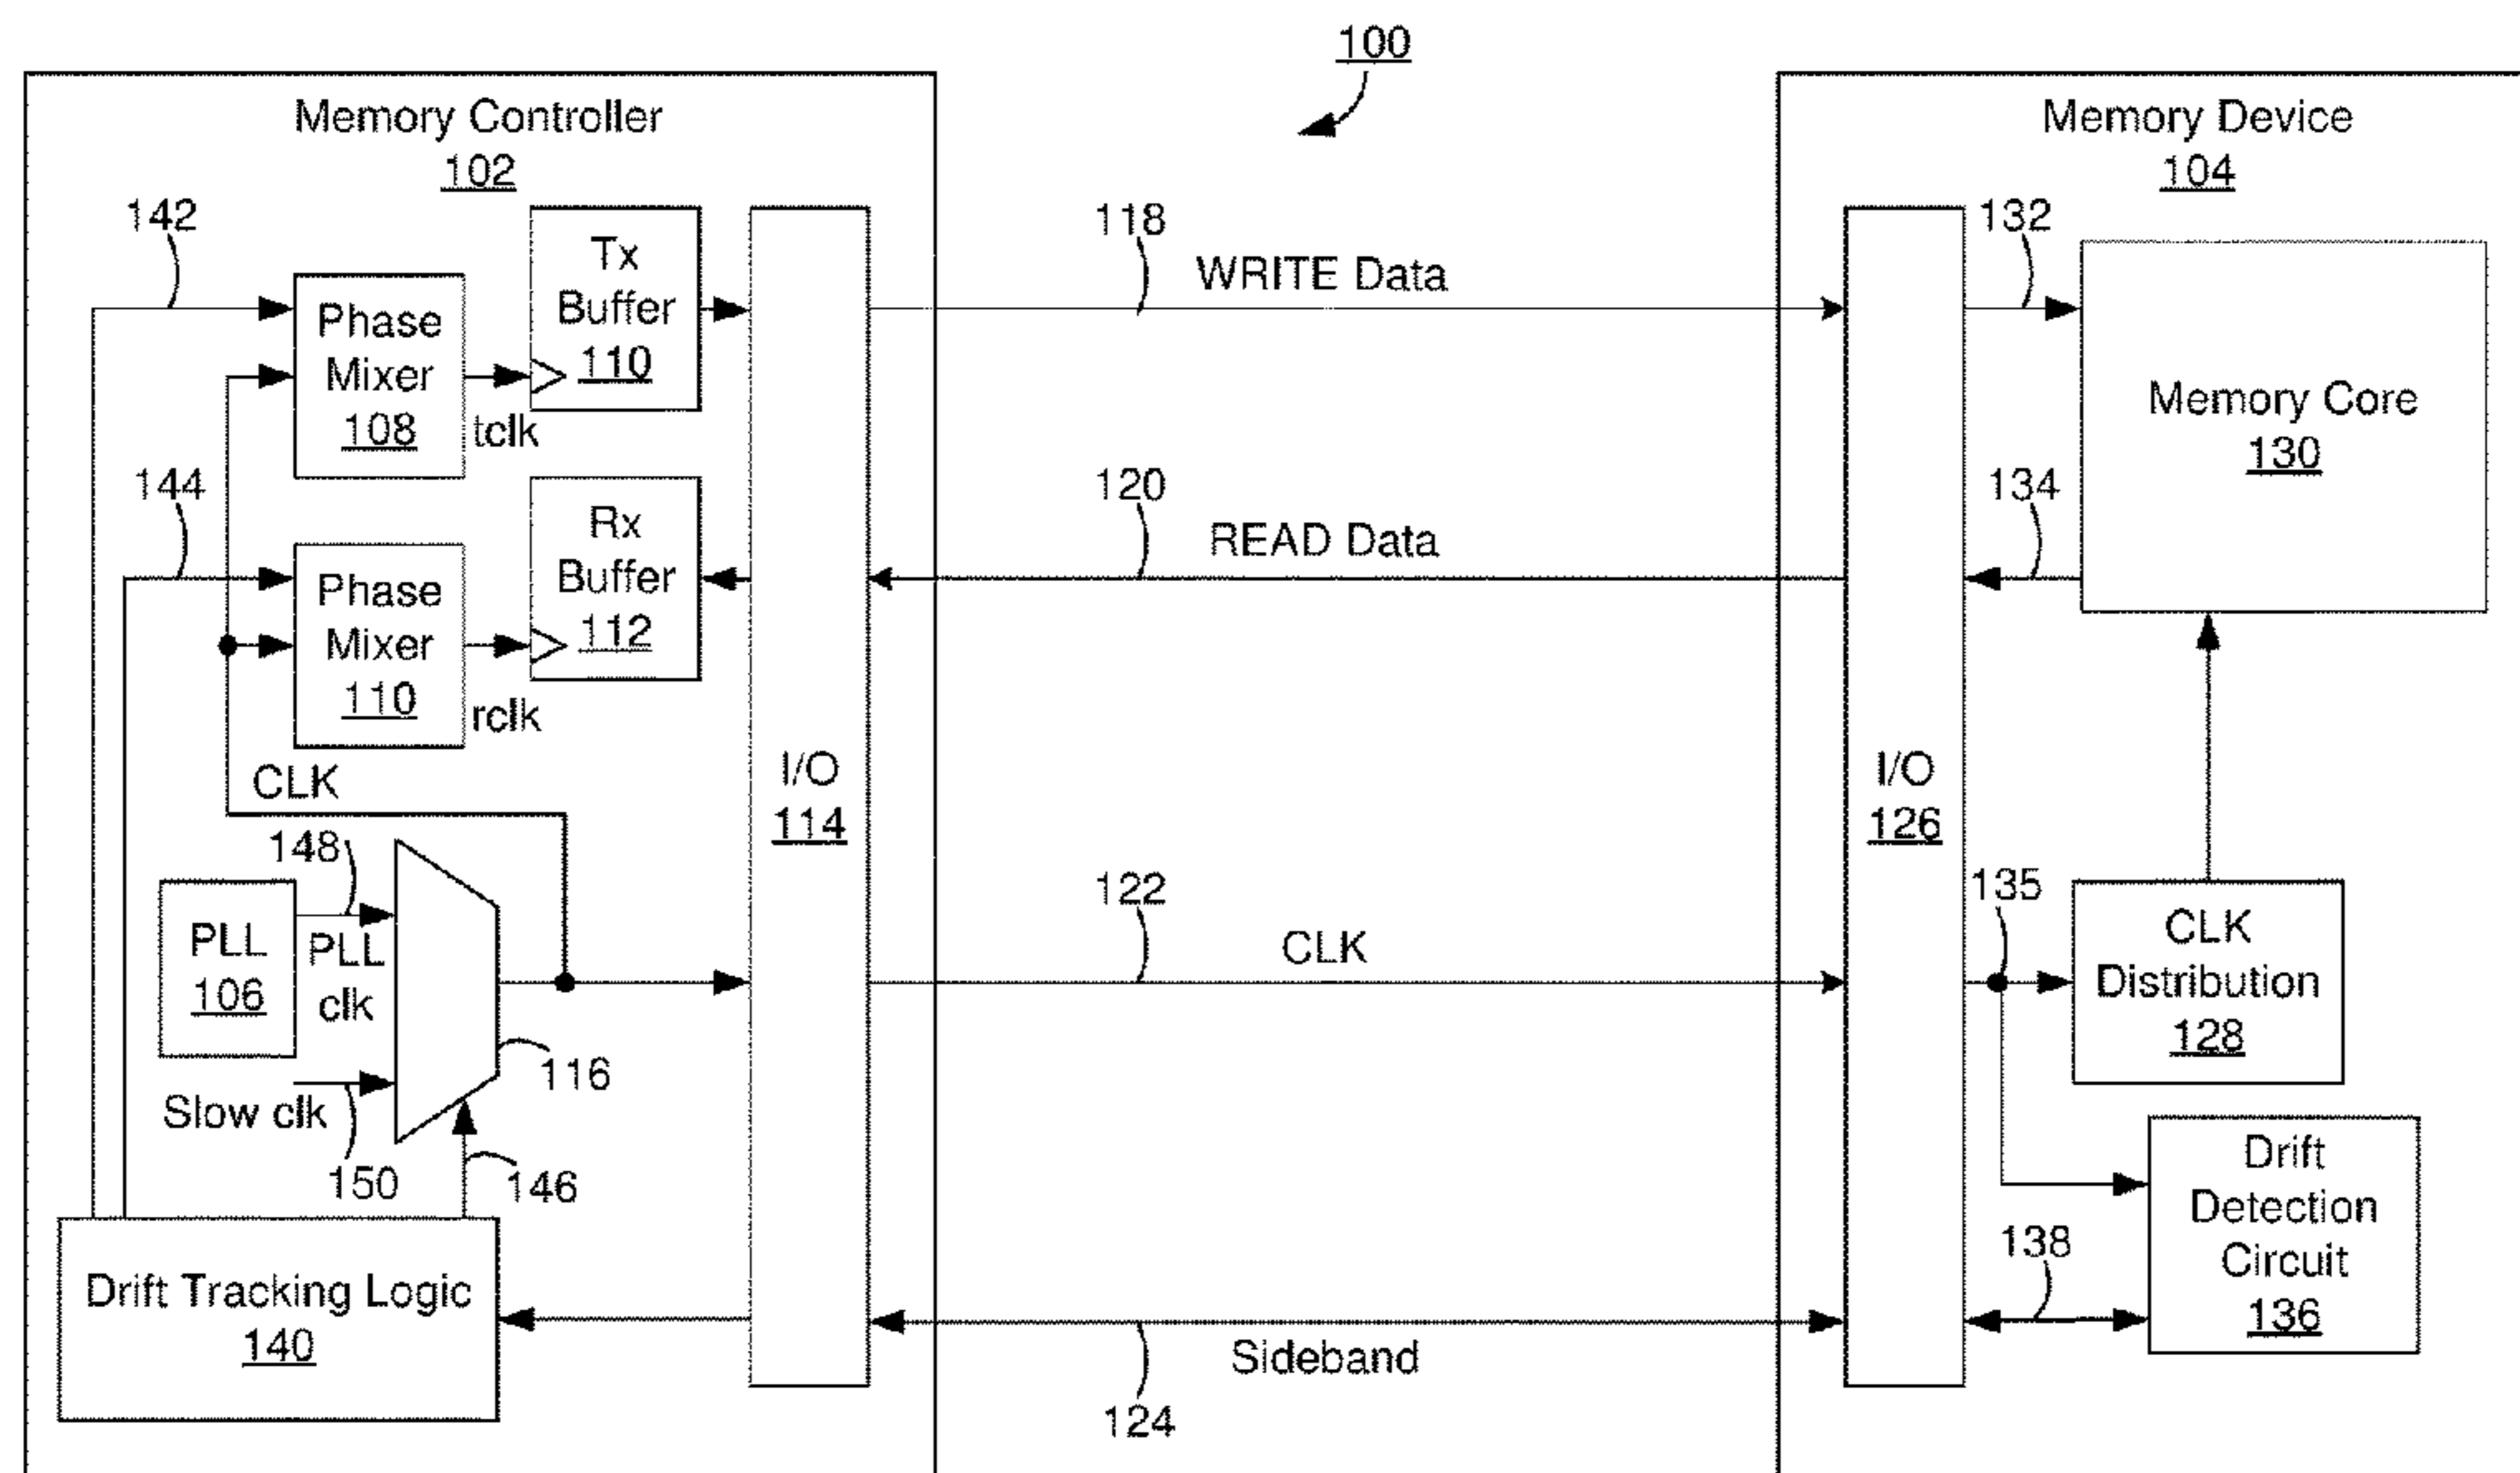 100
Memory Controller
102
142
Phase
Mixer
108
tclk
Tx
Buffer
110
144
Phase
Mixer
110
rclk
Rx
Buffer
112
CLK
148
PLL
106
PLL
clk
Slow clk
150
116
146
Drift Tracking Logic
140
I/O
114
118
WRITE Data
120
READ Data
122
CLK
Sideband
124
Memory Device
104
I/O
126
132
Memory Core
130
134
135
CLK
Distribution
128
138
Drift
Detection
Circuit
136